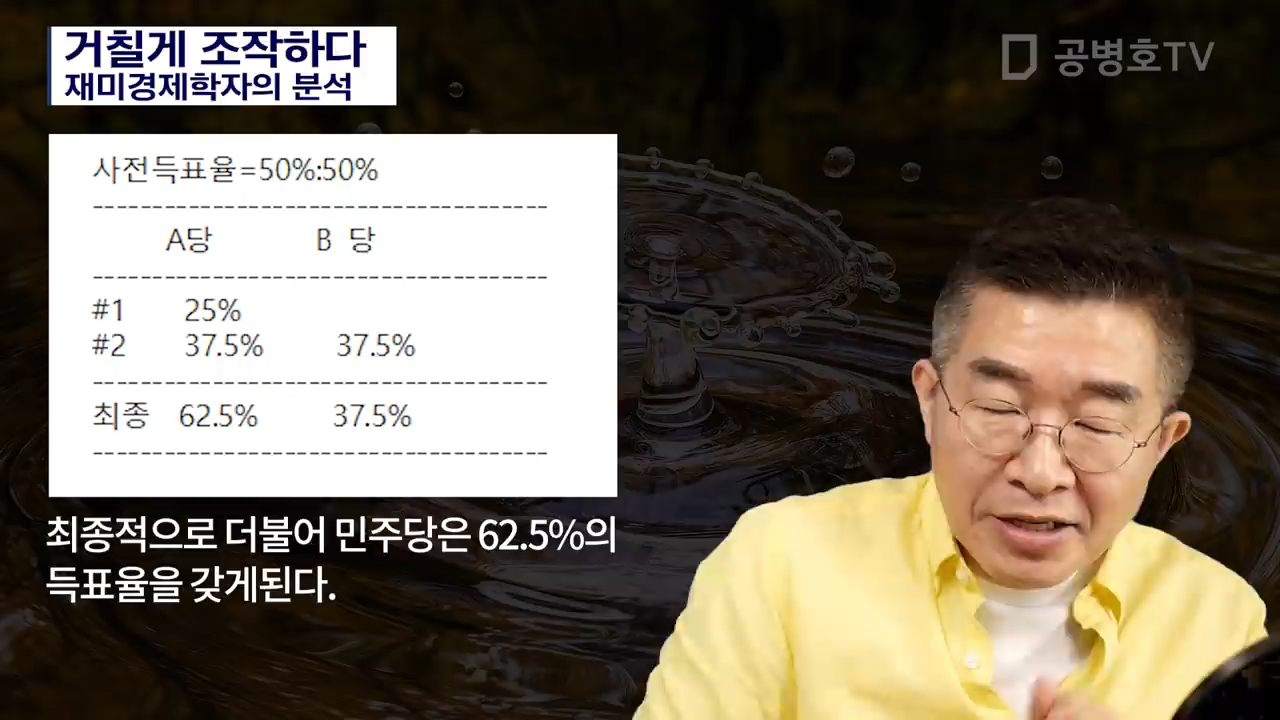 거칠게 조작하다
재미경제학자의 분석
공병호TV
사전득표율=50%:50%
--------------------------------------
A당 B 당
--------------------------------------
#1 25%
#2 37.5% 37.5%
--------------------------------------
최종 62.5% 37.5%
--------------------------------------
최종적으로 더불어 민주당은 62.5%의
득표율을 갖게된다.